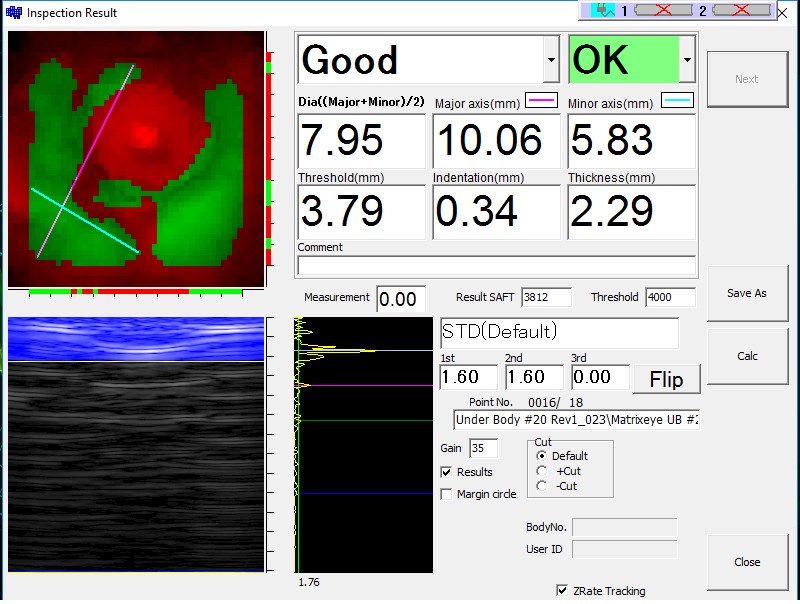 Inspection Result
1
2
Good
OK
Next
Dia((Major+Minor)/2)
Major axis(mm)
Minor axis(mm)
7.95
10.06
5.83
Threshold(mm)
Indentation(mm)
Thickness(mm)
3.79
0.34
2.29
Comment
Measurement 0.00
Result SAFT 3812
Threshold 4000
Save As
STD(Default)
1st
2nd
3rd
1.60
1.60
0.00
Flip
Calc
Point No. 0016/ 18
Under Body #20 Rev1_023\Matrixeye UB #2
Gain 35
Cut
Default
+Cut
-Cut
Results
Margin circle
BodyNo.
User ID
Close
1.76
ZRate Tracking